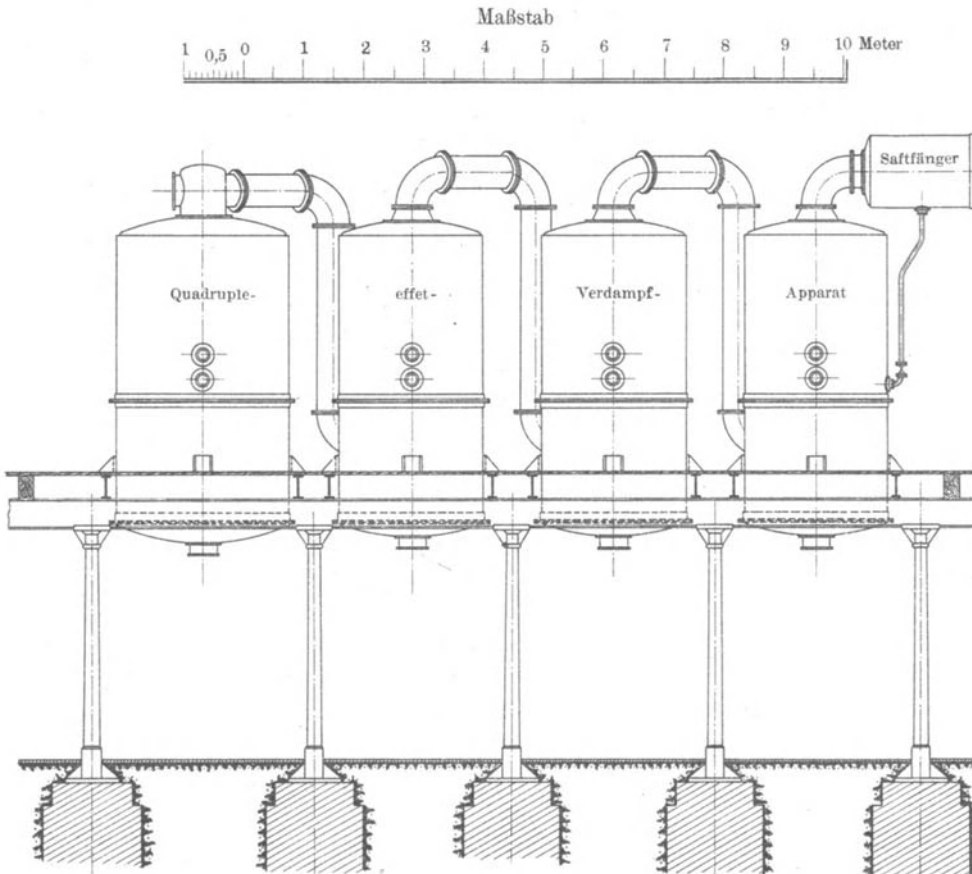 Maßstab
1 0,5 0 1 2 3 4 5 6 7 8 9 10 Meter
Saftfänger
Quadruple- effet- Verdampf- Apparat